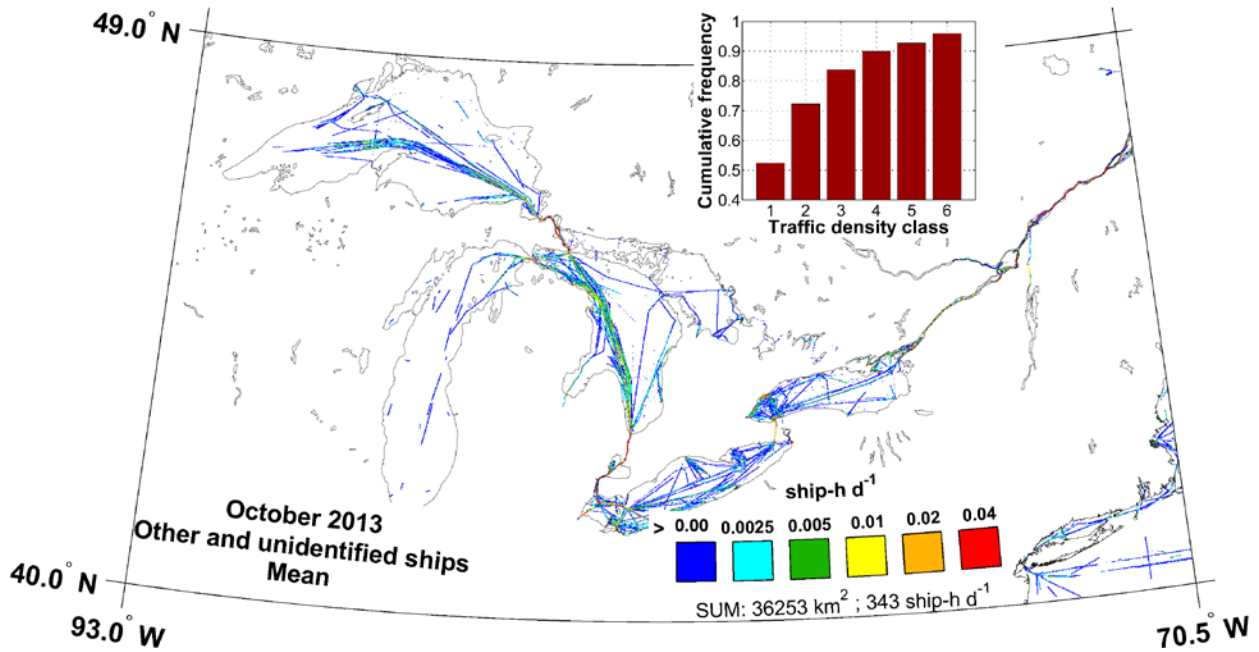 49.0° N
1
0.9
0.8
0.7
0.6
0.5
0.4
Cumulative frequency
1 2 3 4 5 6
Traffic density class
October 2013
Other and unidentified ships
Mean
ship-h d⁻¹
> 0.00 0.0025 0.005 0.01 0.02 0.04
SUM: 36253 km² ; 343 ship-h d⁻¹
40.0° N
93.0° W
70.5° W